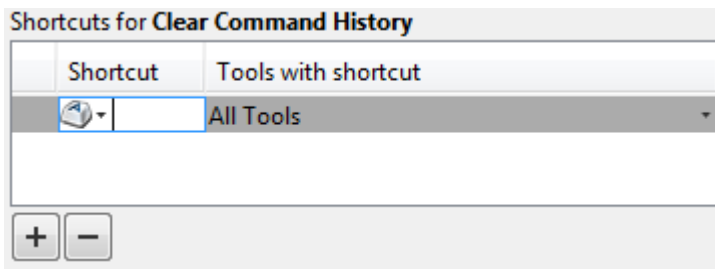 Shortcuts for Clear Command History
Shortcut Tools with shortcut
All Tools